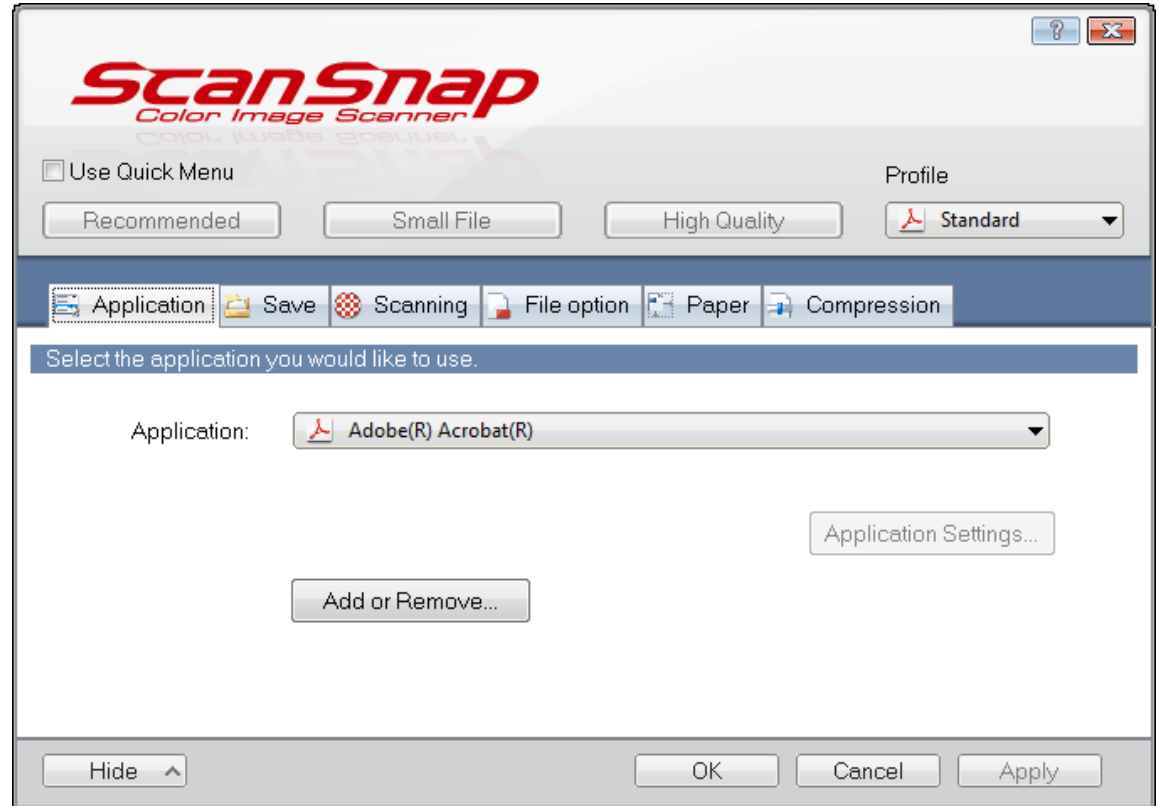 ?
ScanSnap
Color Image Scanner
Use Quick Menu
Profile
Recommended Small File High Quality Standard
Application Save Scanning File option Paper Compression
Select the application you would like to use.
Application: Adobe(R) Acrobat(R)
Application Settings...
Add or Remove...
Hide OK Cancel Apply